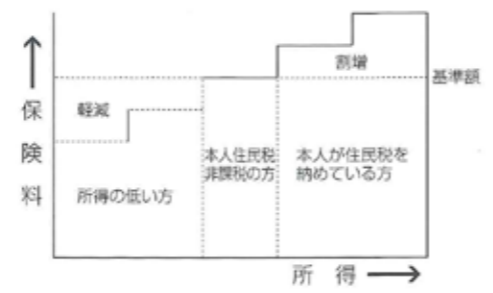 割増
基準額
軽減
保険料
本人住民税
非課税の方
本人が住民税を
納めている方
所得の低い方
所得